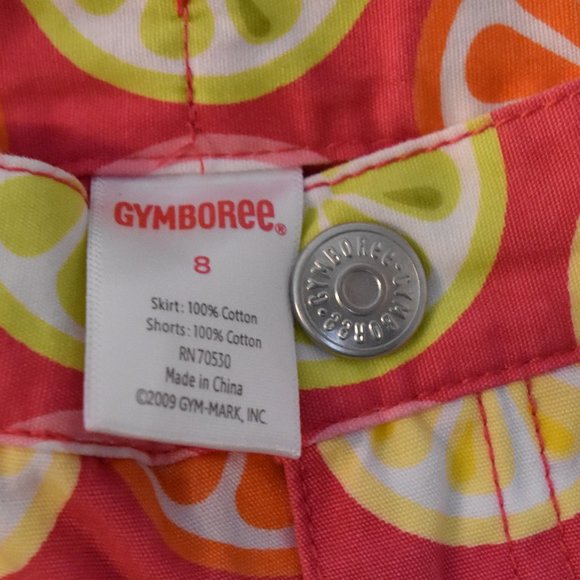 GYMBOREE®
8
Skirt: 100% Cotton
Shorts: 100% Cotton
RN 70530
Made in China
©2009 GYM-MARK, INC.
GYMBOREE · GYMBOREE ·